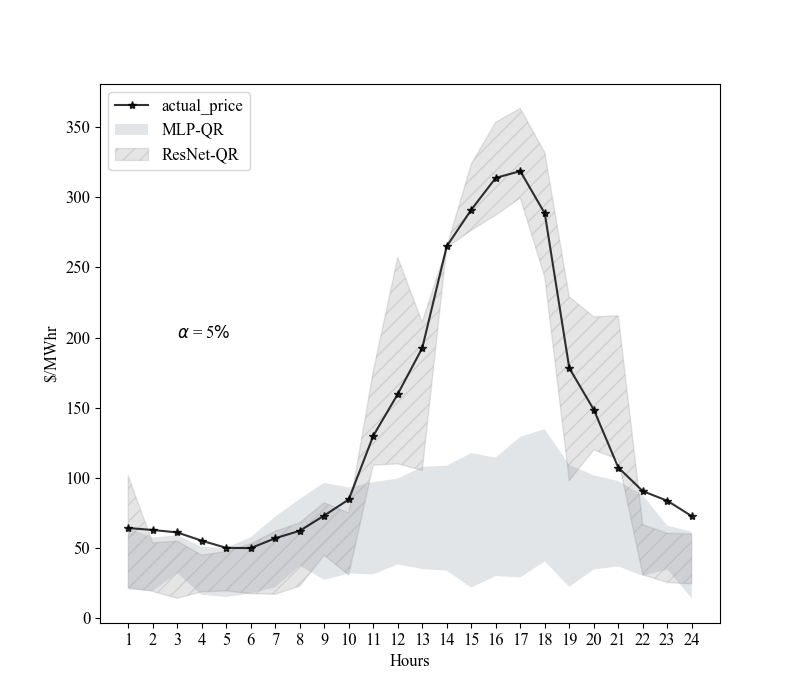 actual_price
MLP-QR
ResNet-QR
350
300
250
200
150
100
50
0
$/MWhr
α = 5%
1 2 3 4 5 6 7 8 9 10 11 12 13 14 15 16 17 18 19 20 21 22 23 24
Hours